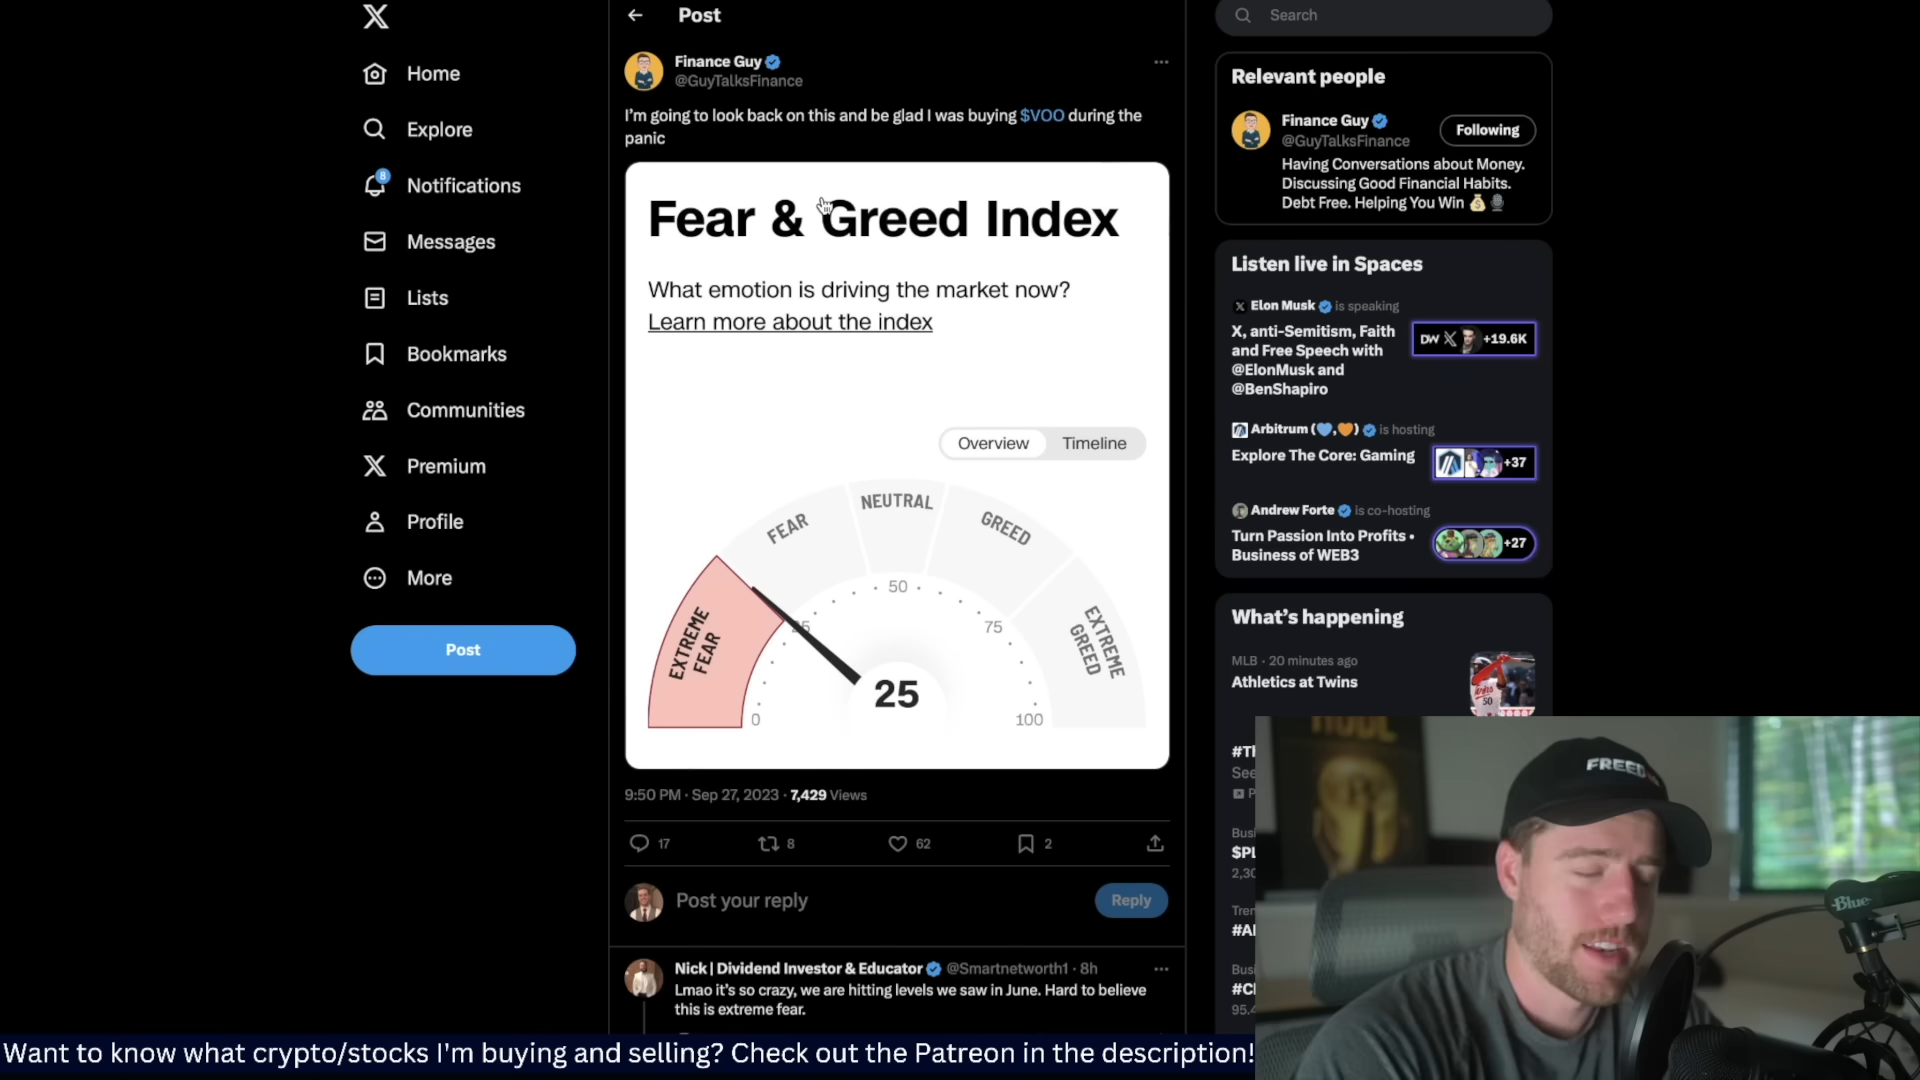 Home
Explore
8
Notifications
Messages
Lists
Bookmarks
Communities
Premium
Profile
More
Post
Post
Finance Guy
@GuyTalksFinance
I'm going to look back on this and be glad I was buying $VOO during the
panic
Fear & Greed Index
What emotion is driving the market now?
Learn more about the index
Overview
Timeline
EXTREME
FEAR
FEAR
NEUTRAL
GREED
EXTREME
GREED
0
50
75
100
25
9:50 PM · Sep 27, 2023 · 7,429 Views
17
8
62
2
Post your reply
Reply
Nick | Dividend Investor & Educator @Smartnetworth1 · 8h
Lmao it's so crazy, we are hitting levels we saw in June. Hard to believe
this is extreme fear.
Search
Relevant people
Finance Guy
@GuyTalksFinance
Following
Having Conversations about Money.
Discussing Good Financial Habits.
Debt Free. Helping You Win
Listen live in Spaces
Elon Musk is speaking
X, anti-Semitism, Faith
and Free Speech with
@ElonMusk and
@BenShapiro
DW
+19.6K
Arbitrum is hosting
Explore The Core: Gaming
+37
Andrew Forte is co-hosting
Turn Passion Into Profits •
Business of WEB3
+27
What's happening
MLB · 20 minutes ago
Athletics at Twins
HODL
Blue
Want to know what crypto/stocks I'm buying and selling? Check out the Patreon in the description!